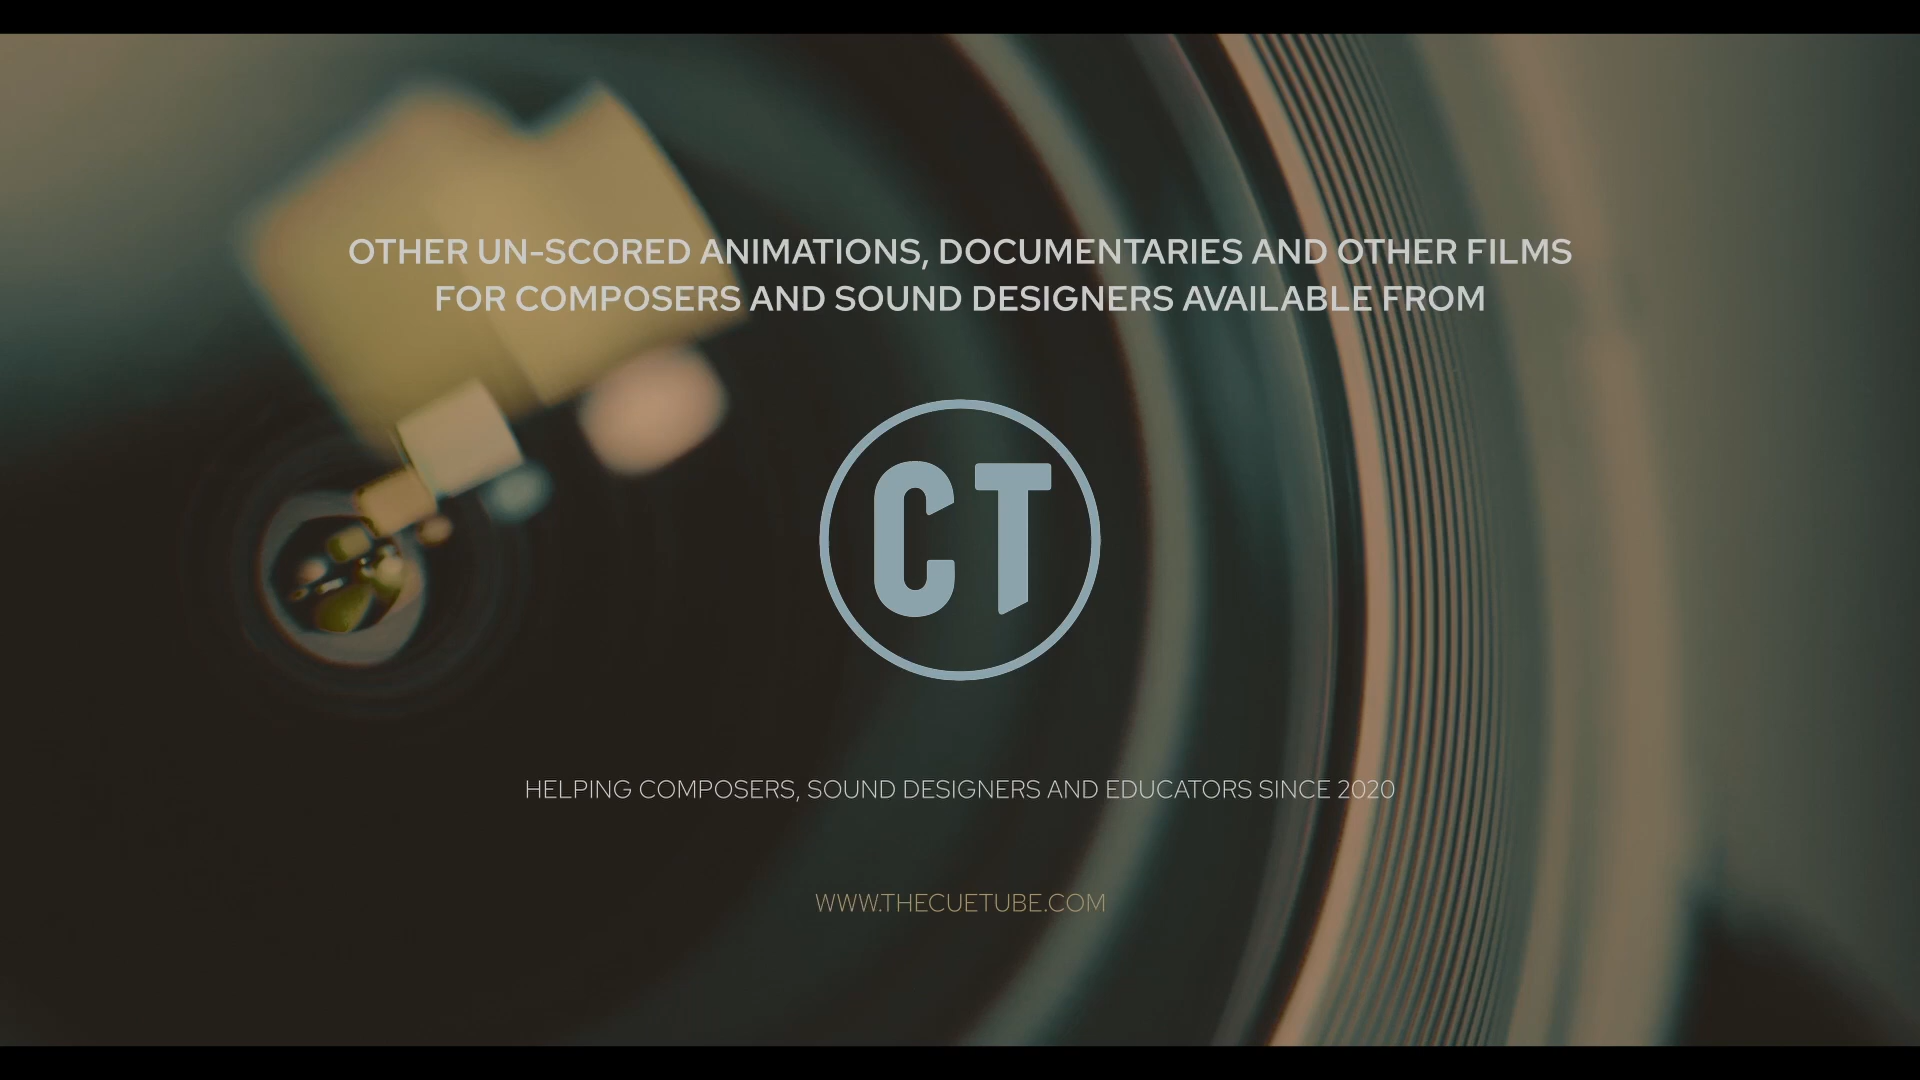 OTHER UN-SCORED ANIMATIONS, DOCUMENTARIES AND OTHER FILMS
FOR COMPOSERS AND SOUND DESIGNERS AVAILABLE FROM
CT
HELPING COMPOSERS, SOUND DESIGNERS AND EDUCATORS SINCE 2020
WWW.THECUETUBE.COM